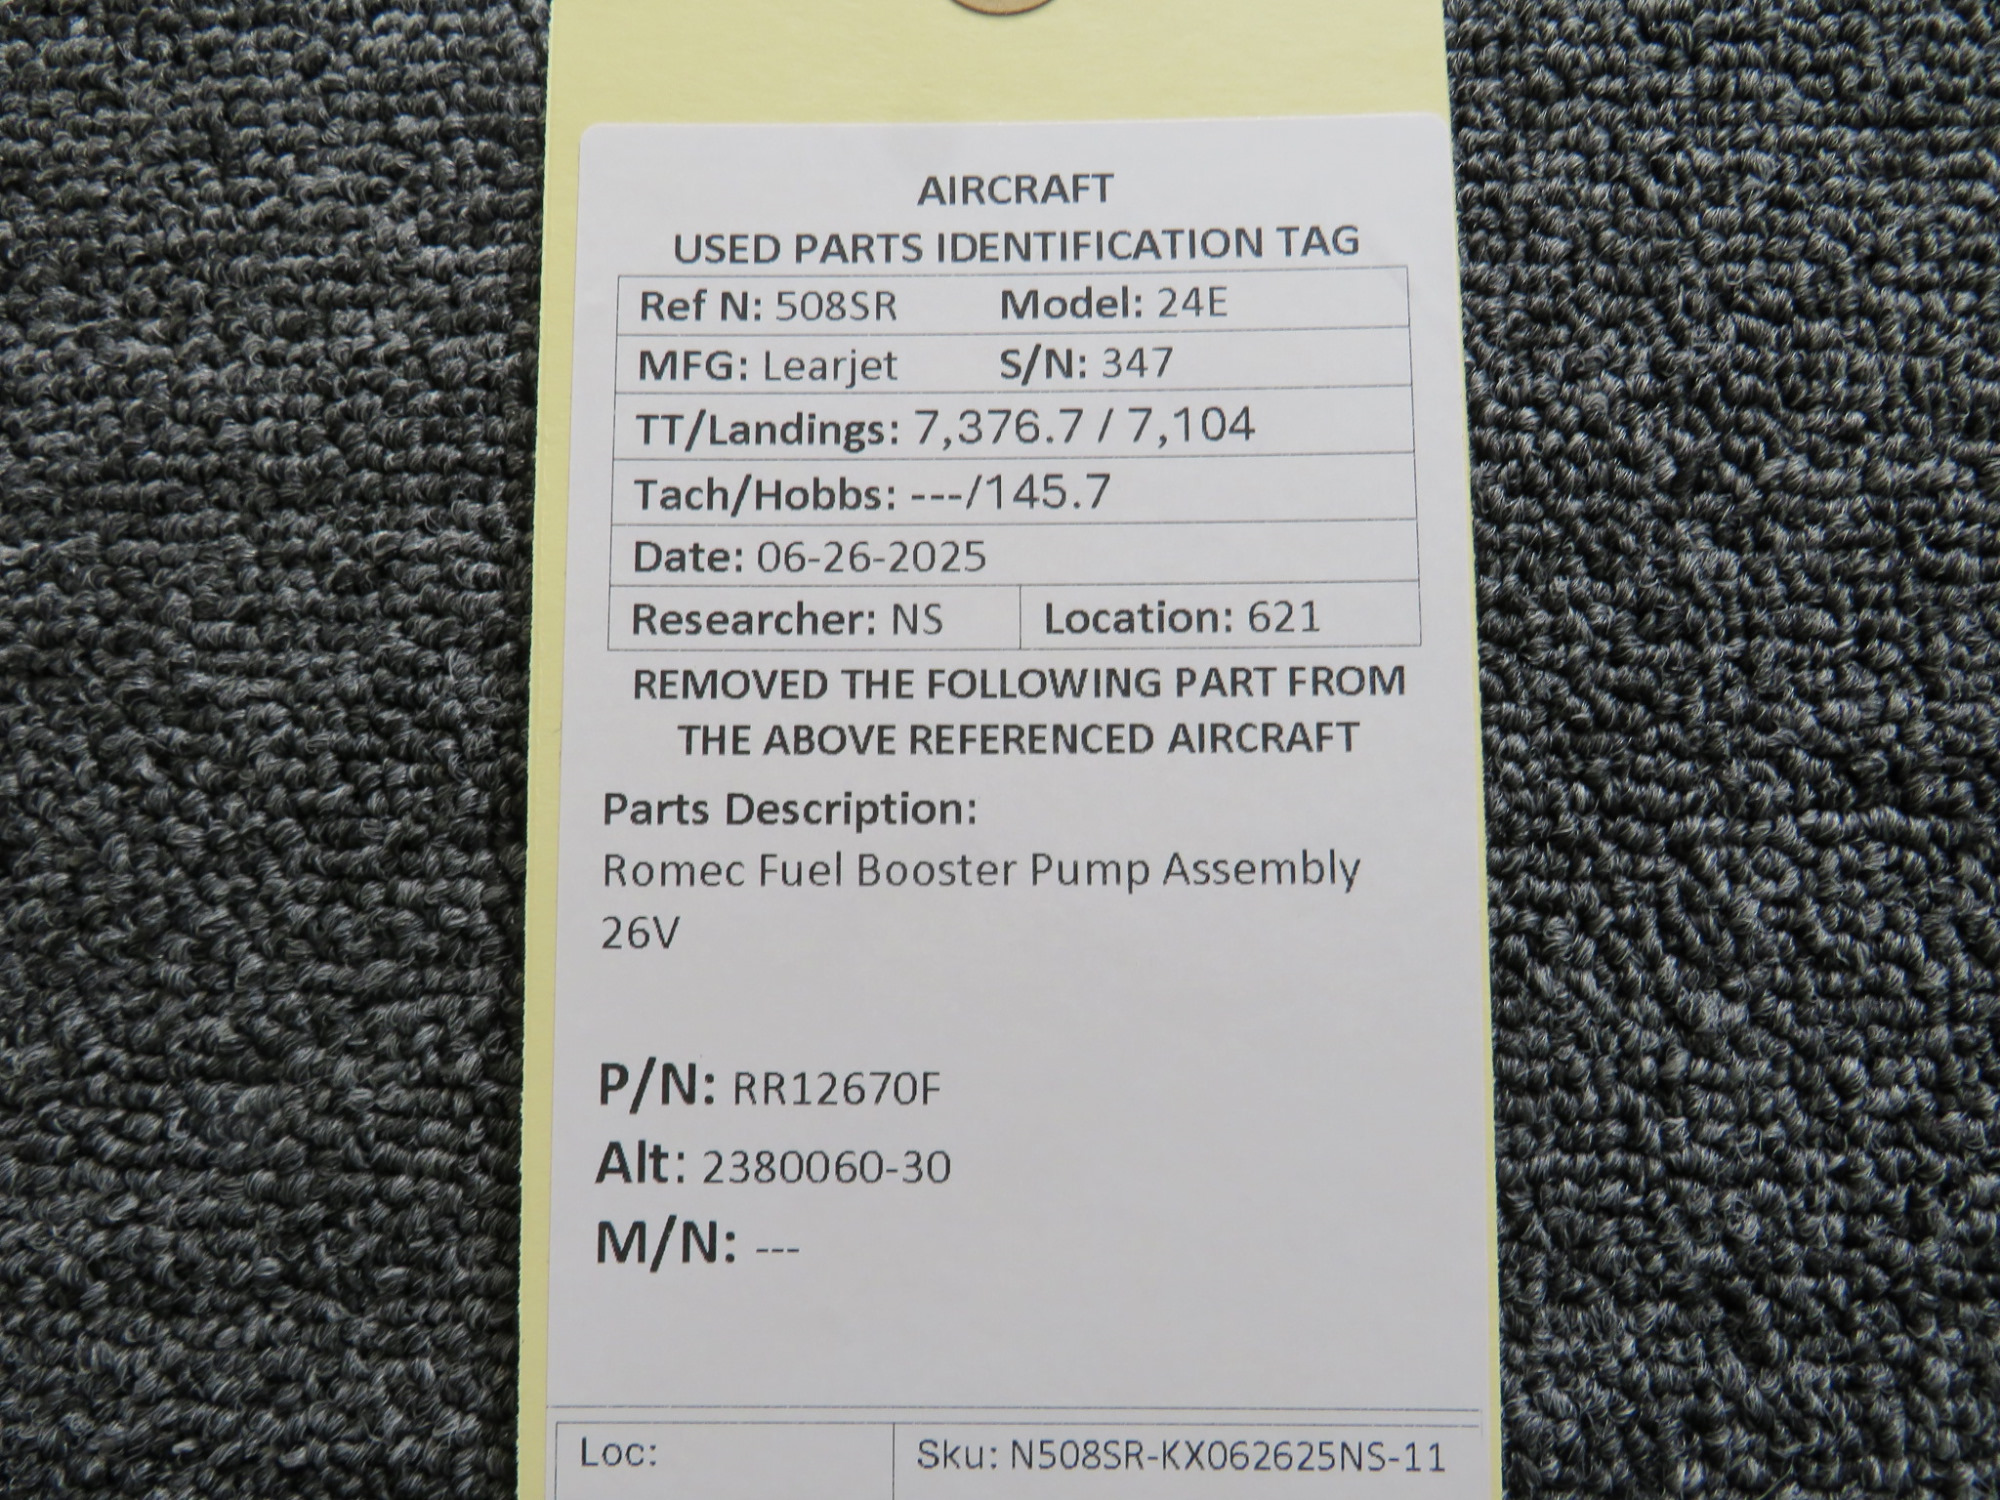 AIRCRAFT
USED PARTS IDENTIFICATION TAG
Ref N: 508SR Model: 24E
MFG: Learjet S/N: 347
TT/Landings: 7,376.7 / 7,104
Tach/Hobbs: ---/145.7
Date: 06-26-2025
Researcher: NS Location: 621
REMOVED THE FOLLOWING PART FROM
THE ABOVE REFERENCED AIRCRAFT
Parts Description:
Romec Fuel Booster Pump Assembly
26V
P/N: RR12670F
Alt: 2380060-30
M/N: ---
Loc: Sku: N508SR-KX062625NS-11